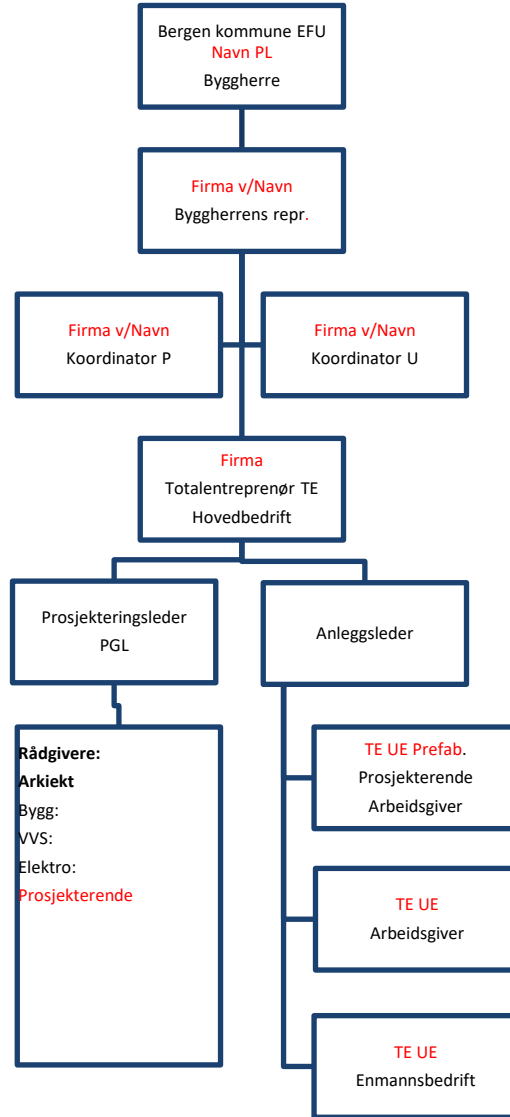 Bergen kommune EFU
Navn PL
Byggherre
Firma v/Navn
Byggherrens repr.
Firma v/Navn
Koordinator P
Firma v/Navn
Koordinator U
Firma
Totalentreprenør TE
Hovedbedrift
Prosjekteringsleder
PGL
Anleggsleder
Rådgivere:
Arkiekt
Bygg:
VVS:
Elektro:
Prosjekterende
TE UE Prefab.
Prosjekterende
Arbeidsgiver
TE UE
Arbeidsgiver
TE UE
Enmannsbedrift